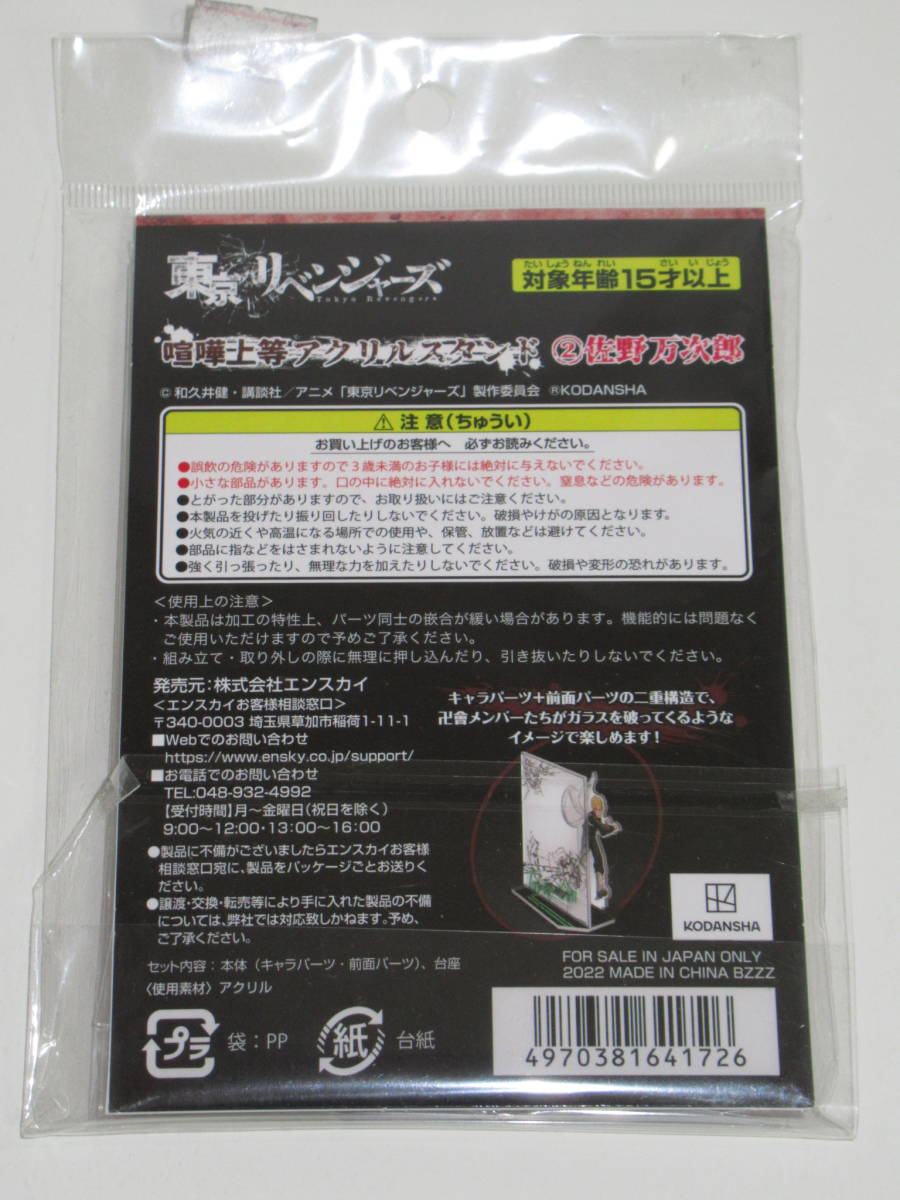 東京リベンジャーズ
Tokyo Revengers
たいしょうねんれい さいいじょう
対象年齢15才以上
喧嘩上等アクリルスタンド ②佐野万次郎
© 和久井健・講談社／アニメ「東京リベンジャーズ」製作委員会 ®KODANSHA
⚠ 注意(ちゅうい)
お買い上げのお客様へ 必ずお読みください。
●誤飲の危険がありますので３歳未満のお子様には絶対に与えないでください。
●小さな部品があります。口の中に絶対に入れないでください。窒息などの危険があります。
●とがった部分がありますので、お取り扱いにはご注意ください。
●本製品を投げたり振り回したりしないでください。破損やけがの原因となります。
●火気の近くや高温になる場所での使用や、保管、放置などは避けてください。
●部品に指などをはさまれないように注意してください。
●強く引っ張ったり、無理な力を加えたりしないでください。破損や変形の恐れがあります。
＜使用上の注意＞
・本製品は加工の特性上、パーツ同士の嵌合が緩い場合があります。機能的には問題なく
ご使用いただけますので予めご了承ください。
・組み立て・取り外しの際に無理に押し込んだり、引き抜いたりしないでください。
発売元:株式会社エンスカイ
＜エンスカイお客様相談窓口＞
〒340-0003 埼玉県草加市稲荷1-11-1
■Webでのお問い合わせ
https://www.ensky.co.jp/support/
■お電話でのお問い合わせ
TEL:048-932-4992
【受付時間】月～金曜日(祝日を除く)
9:00～12:00・13:00～16:00
●製品に不備がございましたらエンスカイお客様
相談窓口宛に、製品をパッケージごとお送りく
ださい。
●譲渡・交換・転売等により手に入れた製品の不備
については、弊社では対応致しかねます。予め、
ご了承ください。
キャラパーツ+前面パーツの二重構造で、
卍會メンバーたちがガラスを破ってくるような
イメージで楽しめます!
KODANSHA
セット内容：本体（キャラパーツ・前面パーツ）、台座
〈使用素材〉アクリル
FOR SALE IN JAPAN ONLY
2022 MADE IN CHINA BZZZ
プラ 袋：PP 紙 台紙
4970381641726